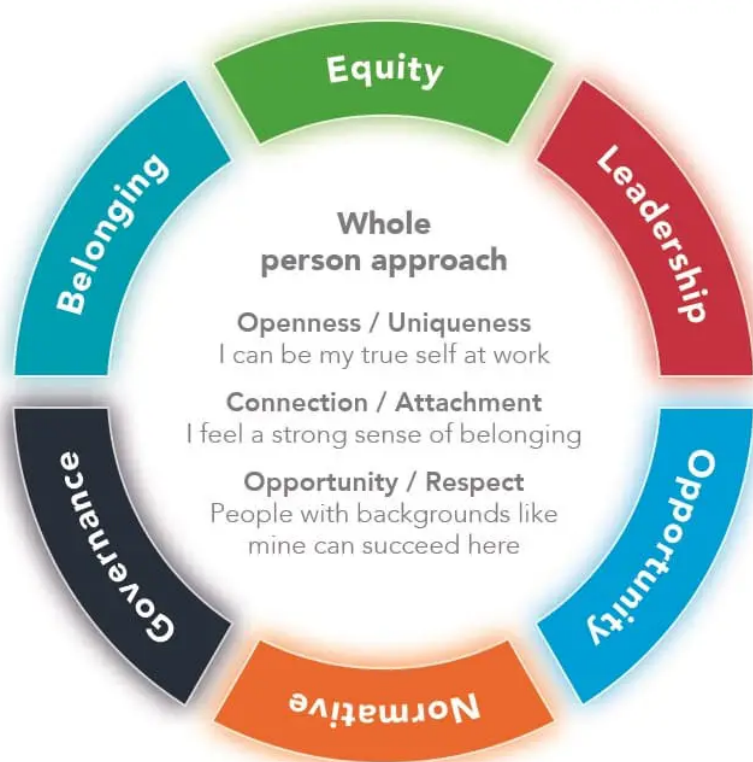 Equity
Leadership
Opportunity
Normative
Governance
Belonging
Whole
person approach
Openness / Uniqueness
I can be my true self at work
Connection / Attachment
I feel a strong sense of belonging
Opportunity / Respect
People with backgrounds like
mine can succeed here